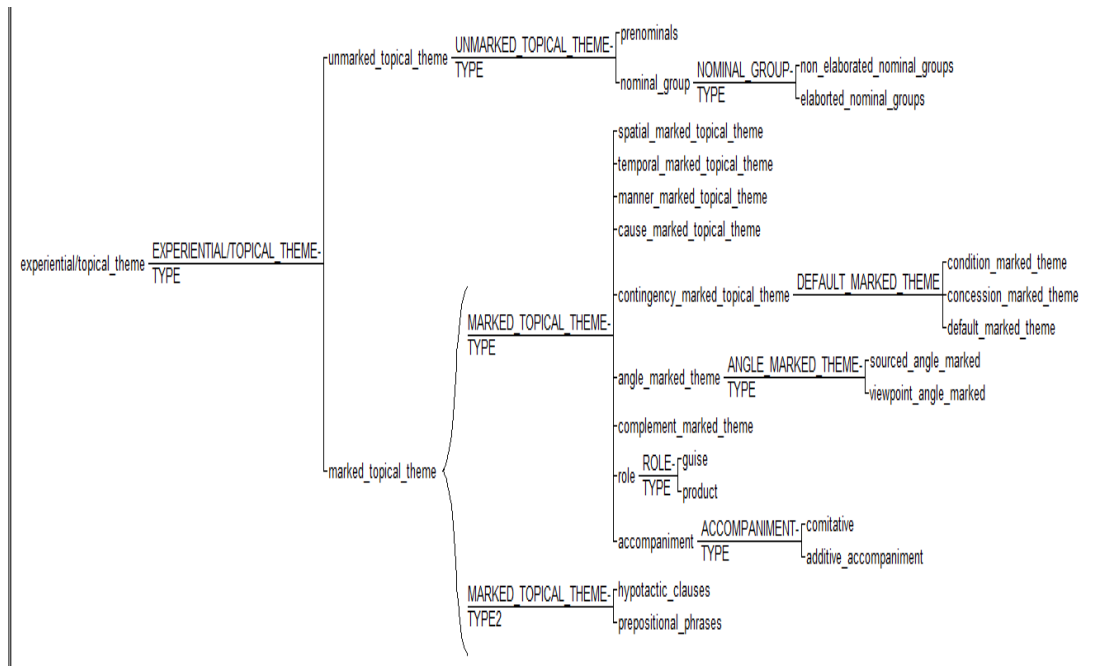 experiential/topical_theme
EXPERIENTIAL/TOPICAL_THEME-
TYPE
unmarked_topical_theme
UNMARKED_TOPICAL_THEME-
TYPE
prenominals
nominal_group
NOMINAL_GROUP-
TYPE
non_elaborated_nominal_groups
elaborted_nominal_groups
marked_topical_theme
MARKED_TOPICAL_THEME-
TYPE
spatial_marked_topical_theme
temporal_marked_topical_theme
manner_marked_topical_theme
cause_marked_topical_theme
contingency_marked_topical_theme
DEFAULT_MARKED_THEME
condition_marked_theme
concession_marked_theme
default_marked_theme
angle_marked_theme
ANGLE_MARKED_THEME-
TYPE
sourced_angle_marked
viewpoint_angle_marked
complement_marked_theme
role
ROLE-
TYPE
guise
product
accompaniment
ACCOMPANIMENT-
TYPE
comitative
additive_accompaniment
MARKED_TOPICAL_THEME-
TYPE2
hypotactic_clauses
prepositional_phrases